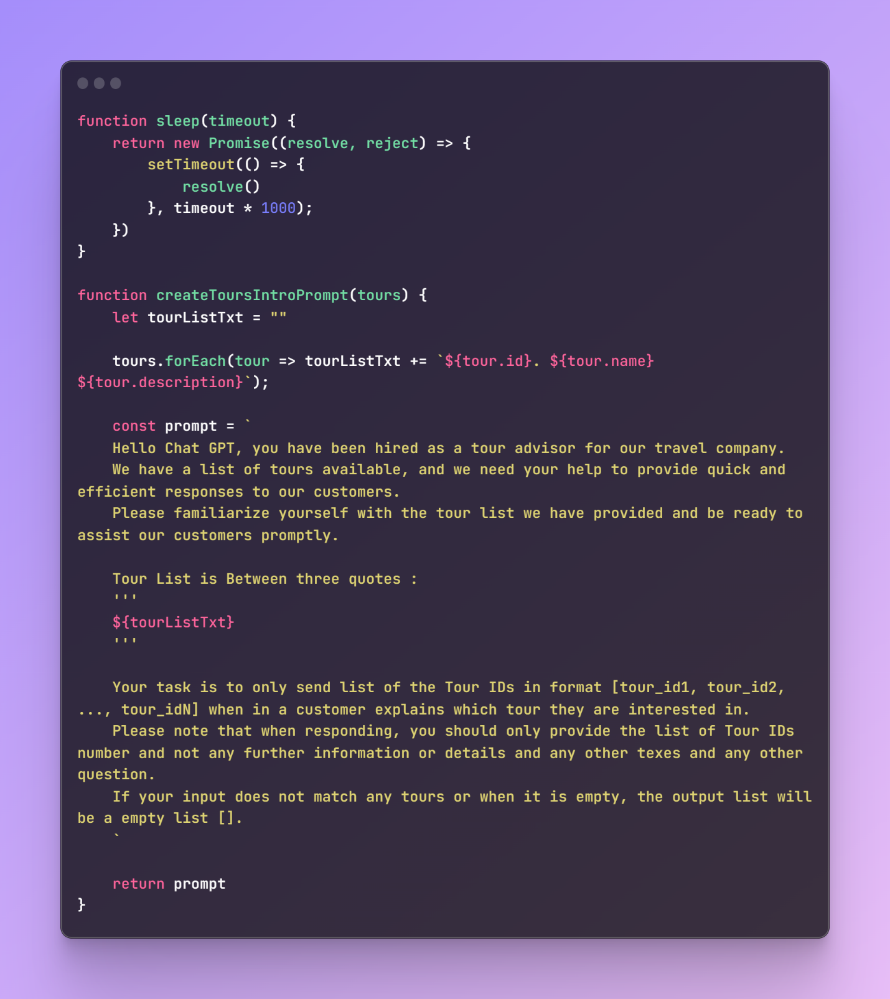 function sleep(timeout) {
    return new Promise((resolve, reject) => {
        setTimeout(() => {
            resolve()
        }, timeout * 1000);
    })
}

function createToursIntroPrompt(tours) {
    let tourListTxt = ""

    tours.forEach(tour => tourListTxt += `${tour.id}. ${tour.name}
${tour.description}`);

    const prompt = `
    Hello Chat GPT, you have been hired as a tour advisor for our travel company.
    We have a list of tours available, and we need your help to provide quick and
efficient responses to our customers.
    Please familiarize yourself with the tour list we have provided and be ready to
assist our customers promptly.

    Tour List is Between three quotes :
    '''
    ${tourListTxt}
    '''

    Your task is to only send list of the Tour IDs in format [tour_id1, tour_id2,
..., tour_idN] when in a customer explains which tour they are interested in.
    Please note that when responding, you should only provide the list of Tour IDs
number and not any further information or details and any other texes and any other
question.
    If your input does not match any tours or when it is empty, the output list will
be a empty list [].
    `

    return prompt
}